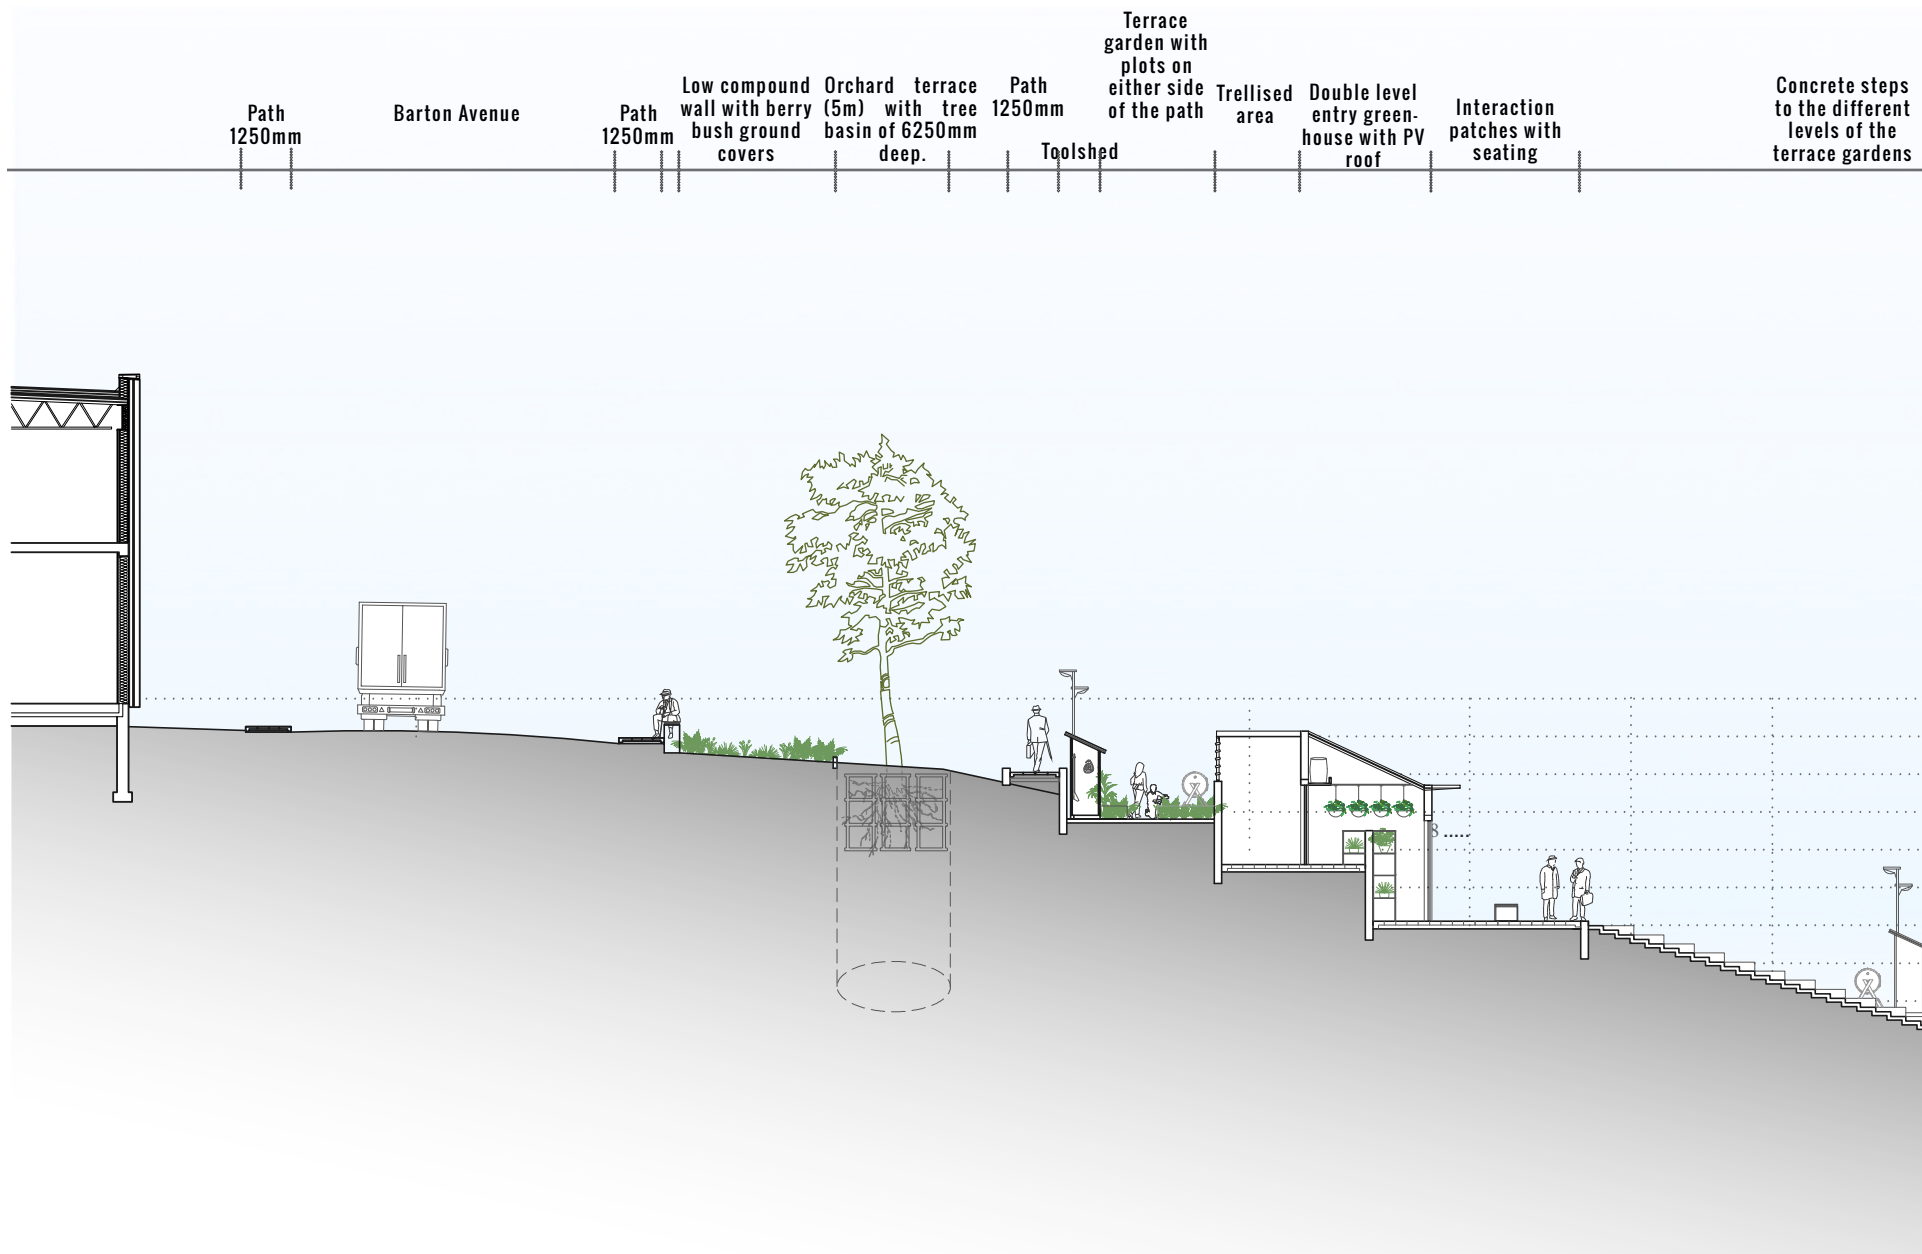 Path
1250mm
Barton Avenue
Path
1250mm
Low compound
wall with berry
bush ground
covers
Orchard terrace
(5m) with tree
basin of 6250mm
deep.
Path
1250mm
Toolshed
Terrace
garden with
plots on
either side
of the path
Trellised
area
Double level
entry green-
house with PV
roof
Interaction
patches with
seating
Concrete steps
to the different
levels of the
terrace gardens